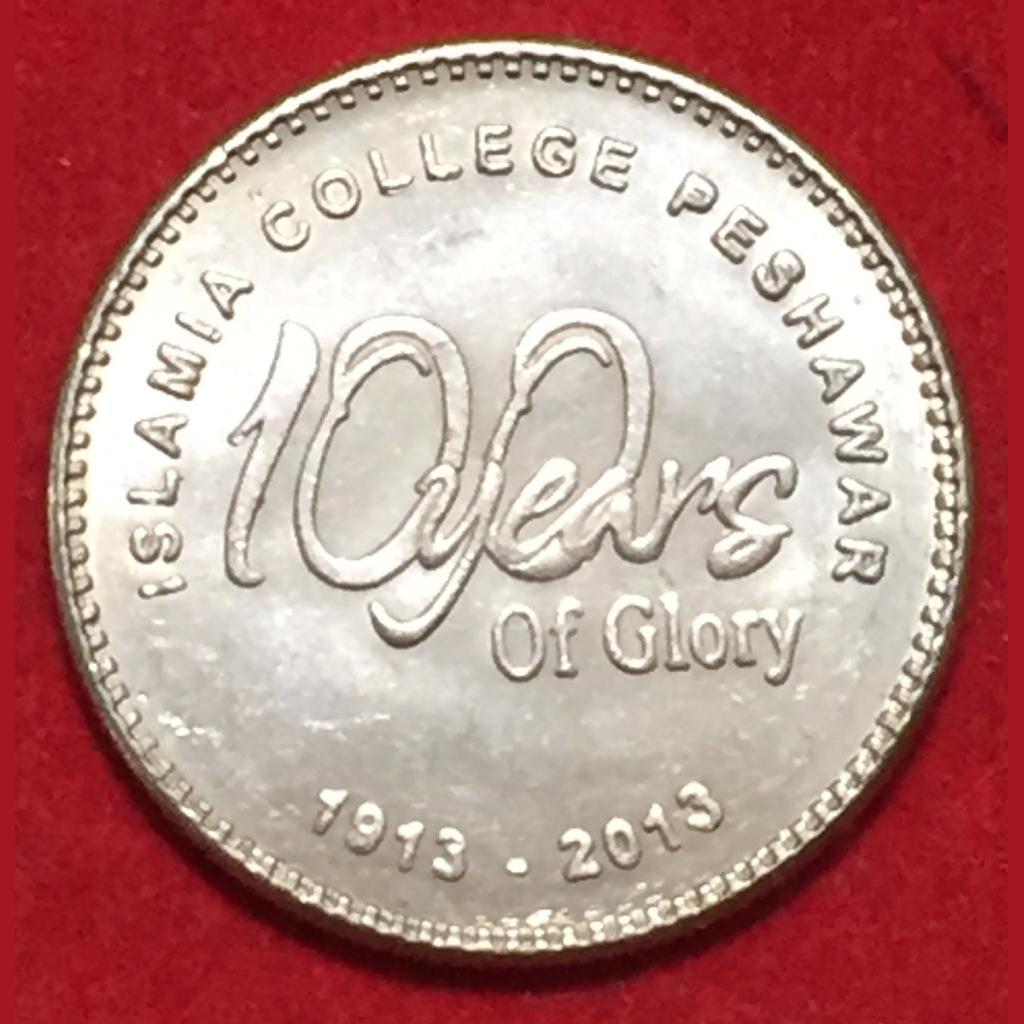 ISLAMIA COLLEGE PESHAWAR
100 years
Of Glory
1913 - 2013